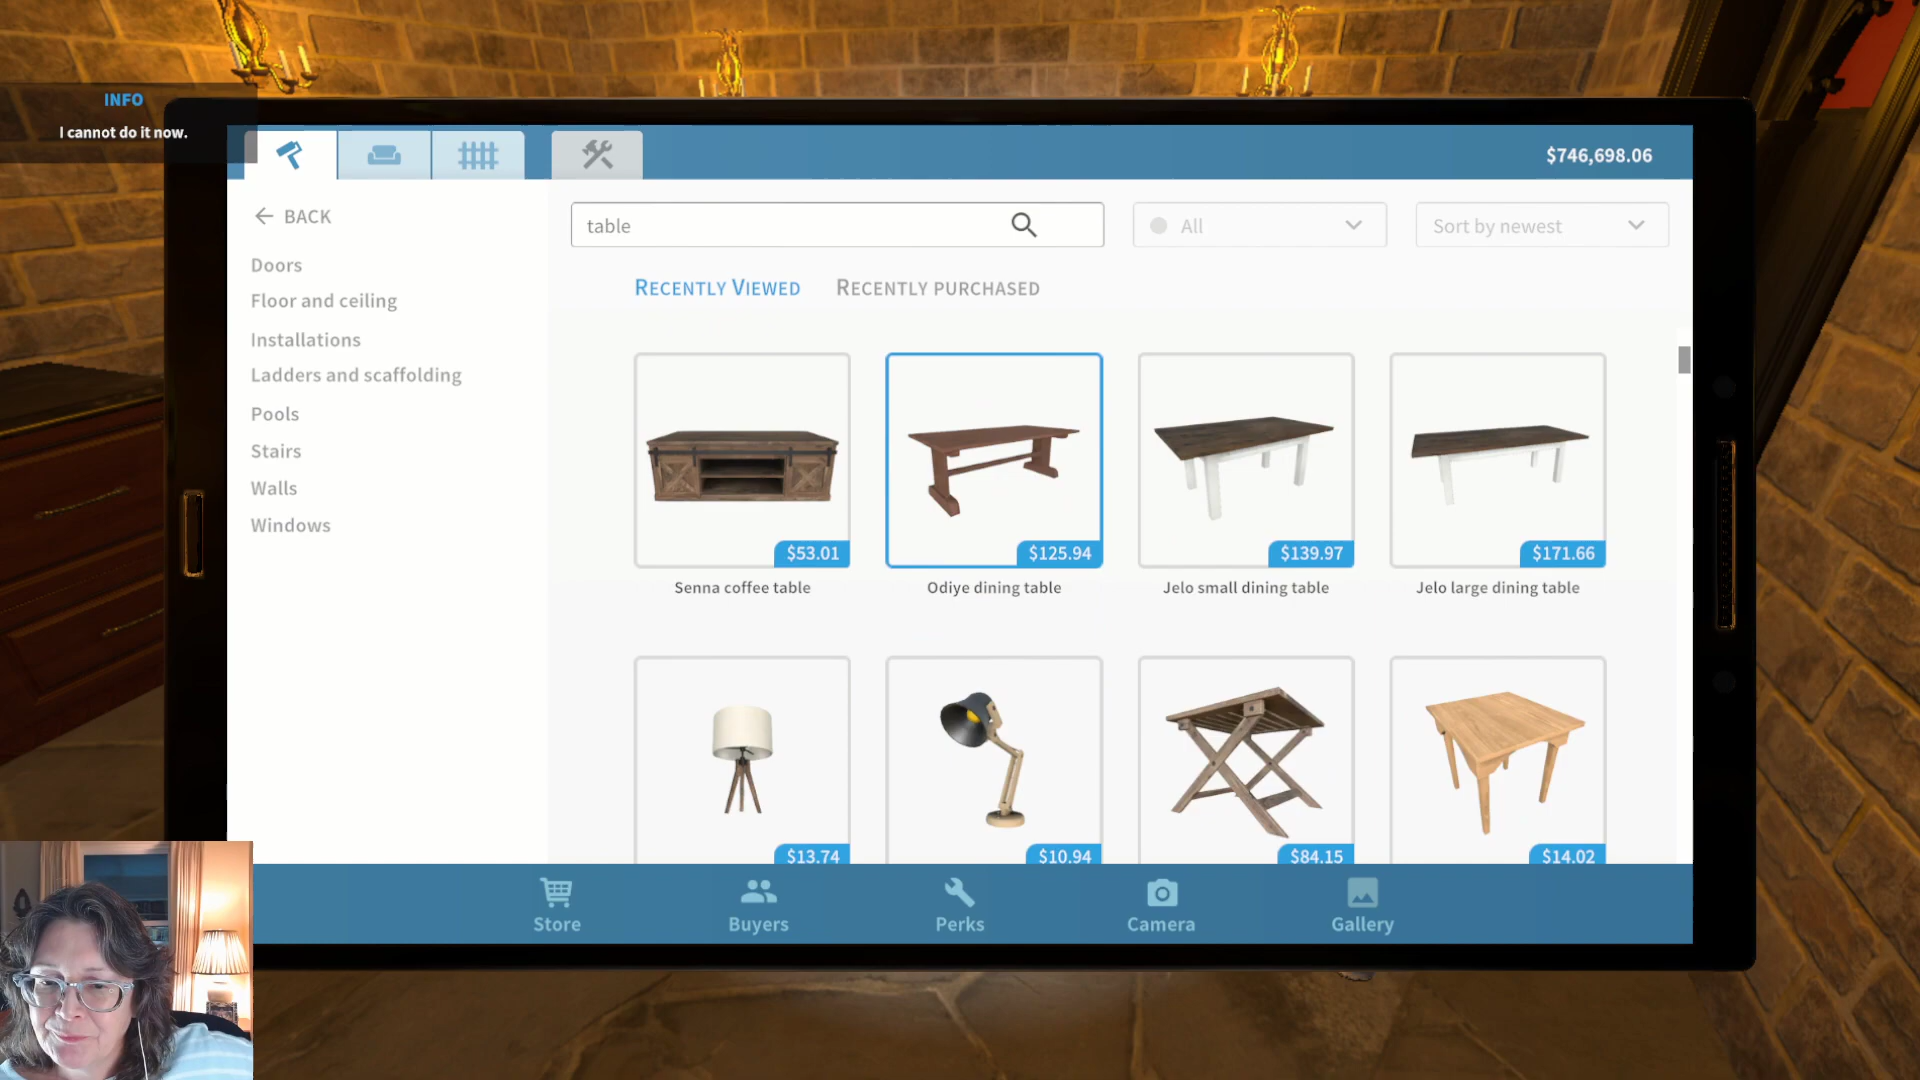 INFO
I cannot do it now.
$746,698.06
BACK
table
All
Sort by newest
RECENTLY VIEWED
RECENTLY PURCHASED
Doors
Floor and ceiling
Installations
Ladders and scaffolding
Pools
Stairs
Walls
Windows
$53.01
$125.94
$139.97
$171.66
Senna coffee table
Odiye dining table
Jelo small dining table
Jelo large dining table
$13.74
$10.94
$84.15
$14.02
Store
Buyers
Perks
Camera
Gallery